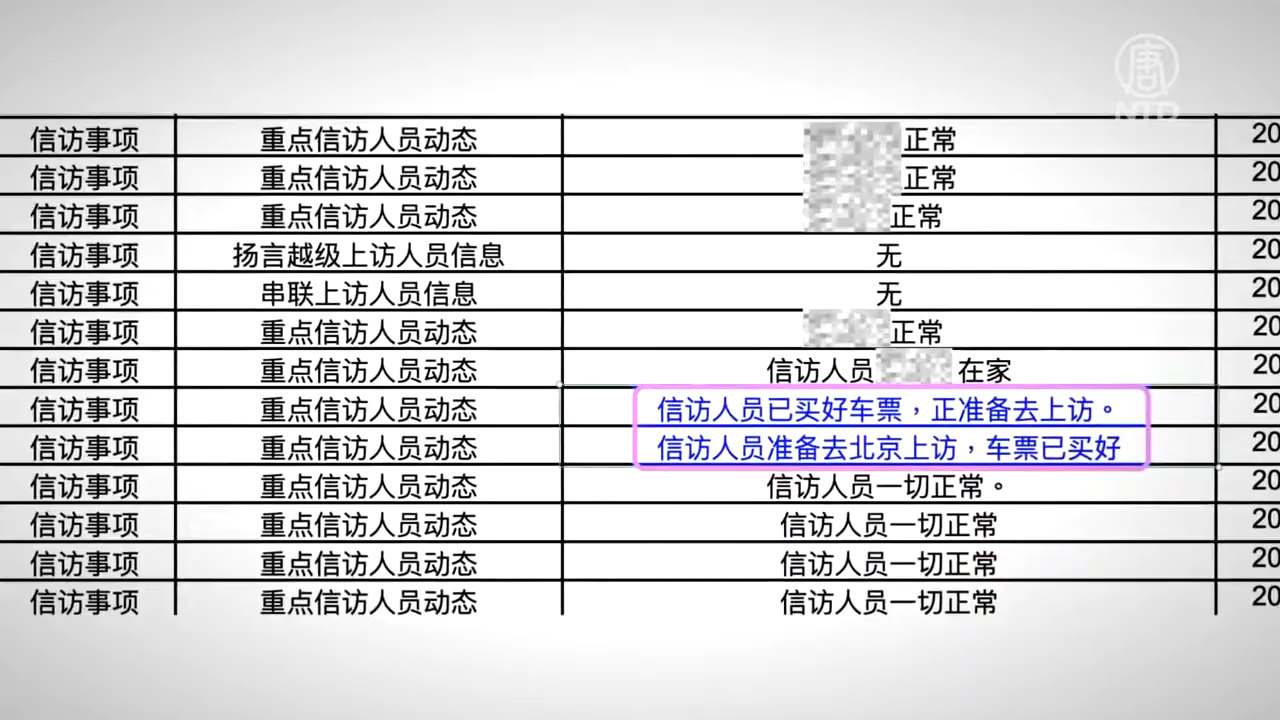 唐
NTD
信访事项 重点信访人员动态 正常 20
信访事项 重点信访人员动态 正常 20
信访事项 重点信访人员动态 正常 20
信访事项 扬言越级上访人员信息 无 20
信访事项 串联上访人员信息 无 20
信访事项 重点信访人员动态 正常 20
信访事项 重点信访人员动态 信访人员 在家 20
信访事项 重点信访人员动态 信访人员已买好车票，正准备去上访。 20
信访事项 重点信访人员动态 信访人员准备去北京上访，车票已买好 20
信访事项 重点信访人员动态 信访人员一切正常。 20
信访事项 重点信访人员动态 信访人员一切正常 20
信访事项 重点信访人员动态 信访人员一切正常 20
信访事项 重点信访人员动态 信访人员一切正常 20